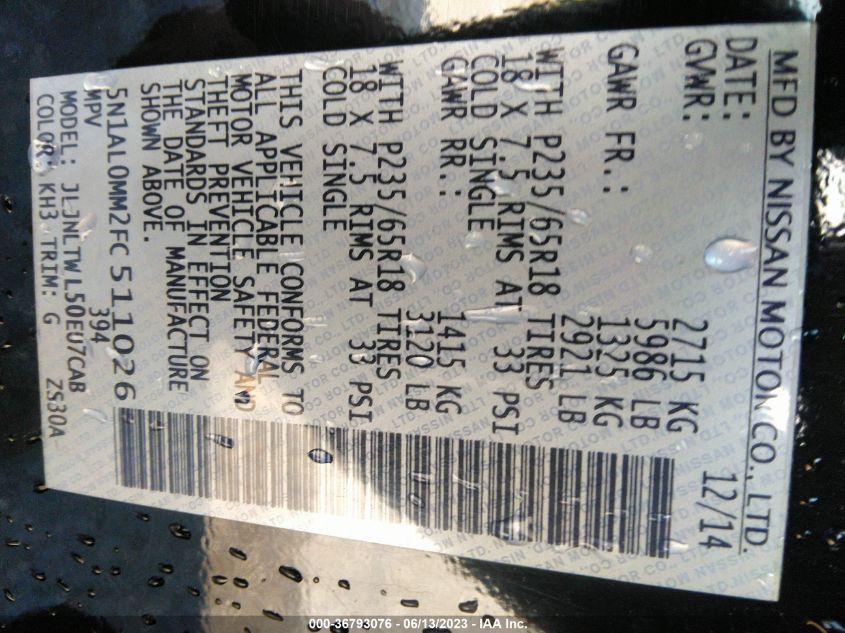 MFD BY NISSAN MOTOR CO., LTD.
DATE: 12/14
GVWR: 2715 KG
5986 LB
GAWR FR.: 1325 KG
2921 LB
WITH P235/65R18 TIRES
18 X 7.5 RIMS AT 33 PSI
COLD SINGLE
GAWR RR.: 1415 KG
3120 LB
WITH P235/65R18 TIRES
18 X 7.5 RIMS AT 33 PSI
COLD SINGLE
THIS VEHICLE CONFORMS TO
ALL APPLICABLE FEDERAL
MOTOR VEHICLE SAFETY AND
THEFT PREVENTION
STANDARDS IN EFFECT ON
THE DATE OF MANUFACTURE
SHOWN ABOVE.
5N1AL0MM2FC511026
MPV 394
MODEL: JLJNLTWL50EU7CAB
COLOR: KH3 TRIM: G ZS30A
000-36793076 - 06/13/2023 - IAA Inc.